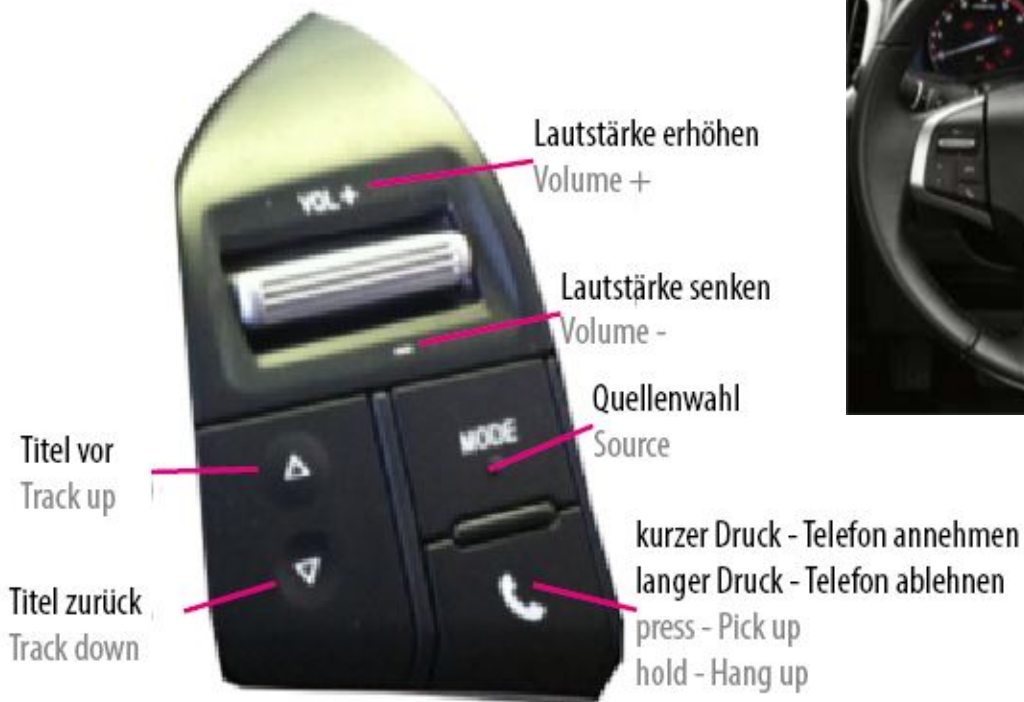 Lautstärke erhöhen
Volume +
VOL +
Lautstärke senken
Volume -
-
Quellenwahl
Source
MODE
Titel vor
Track up
kurzer Druck - Telefon annehmen
langer Druck - Telefon ablehnen
press - Pick up
hold - Hang up
Titel zurück
Track down